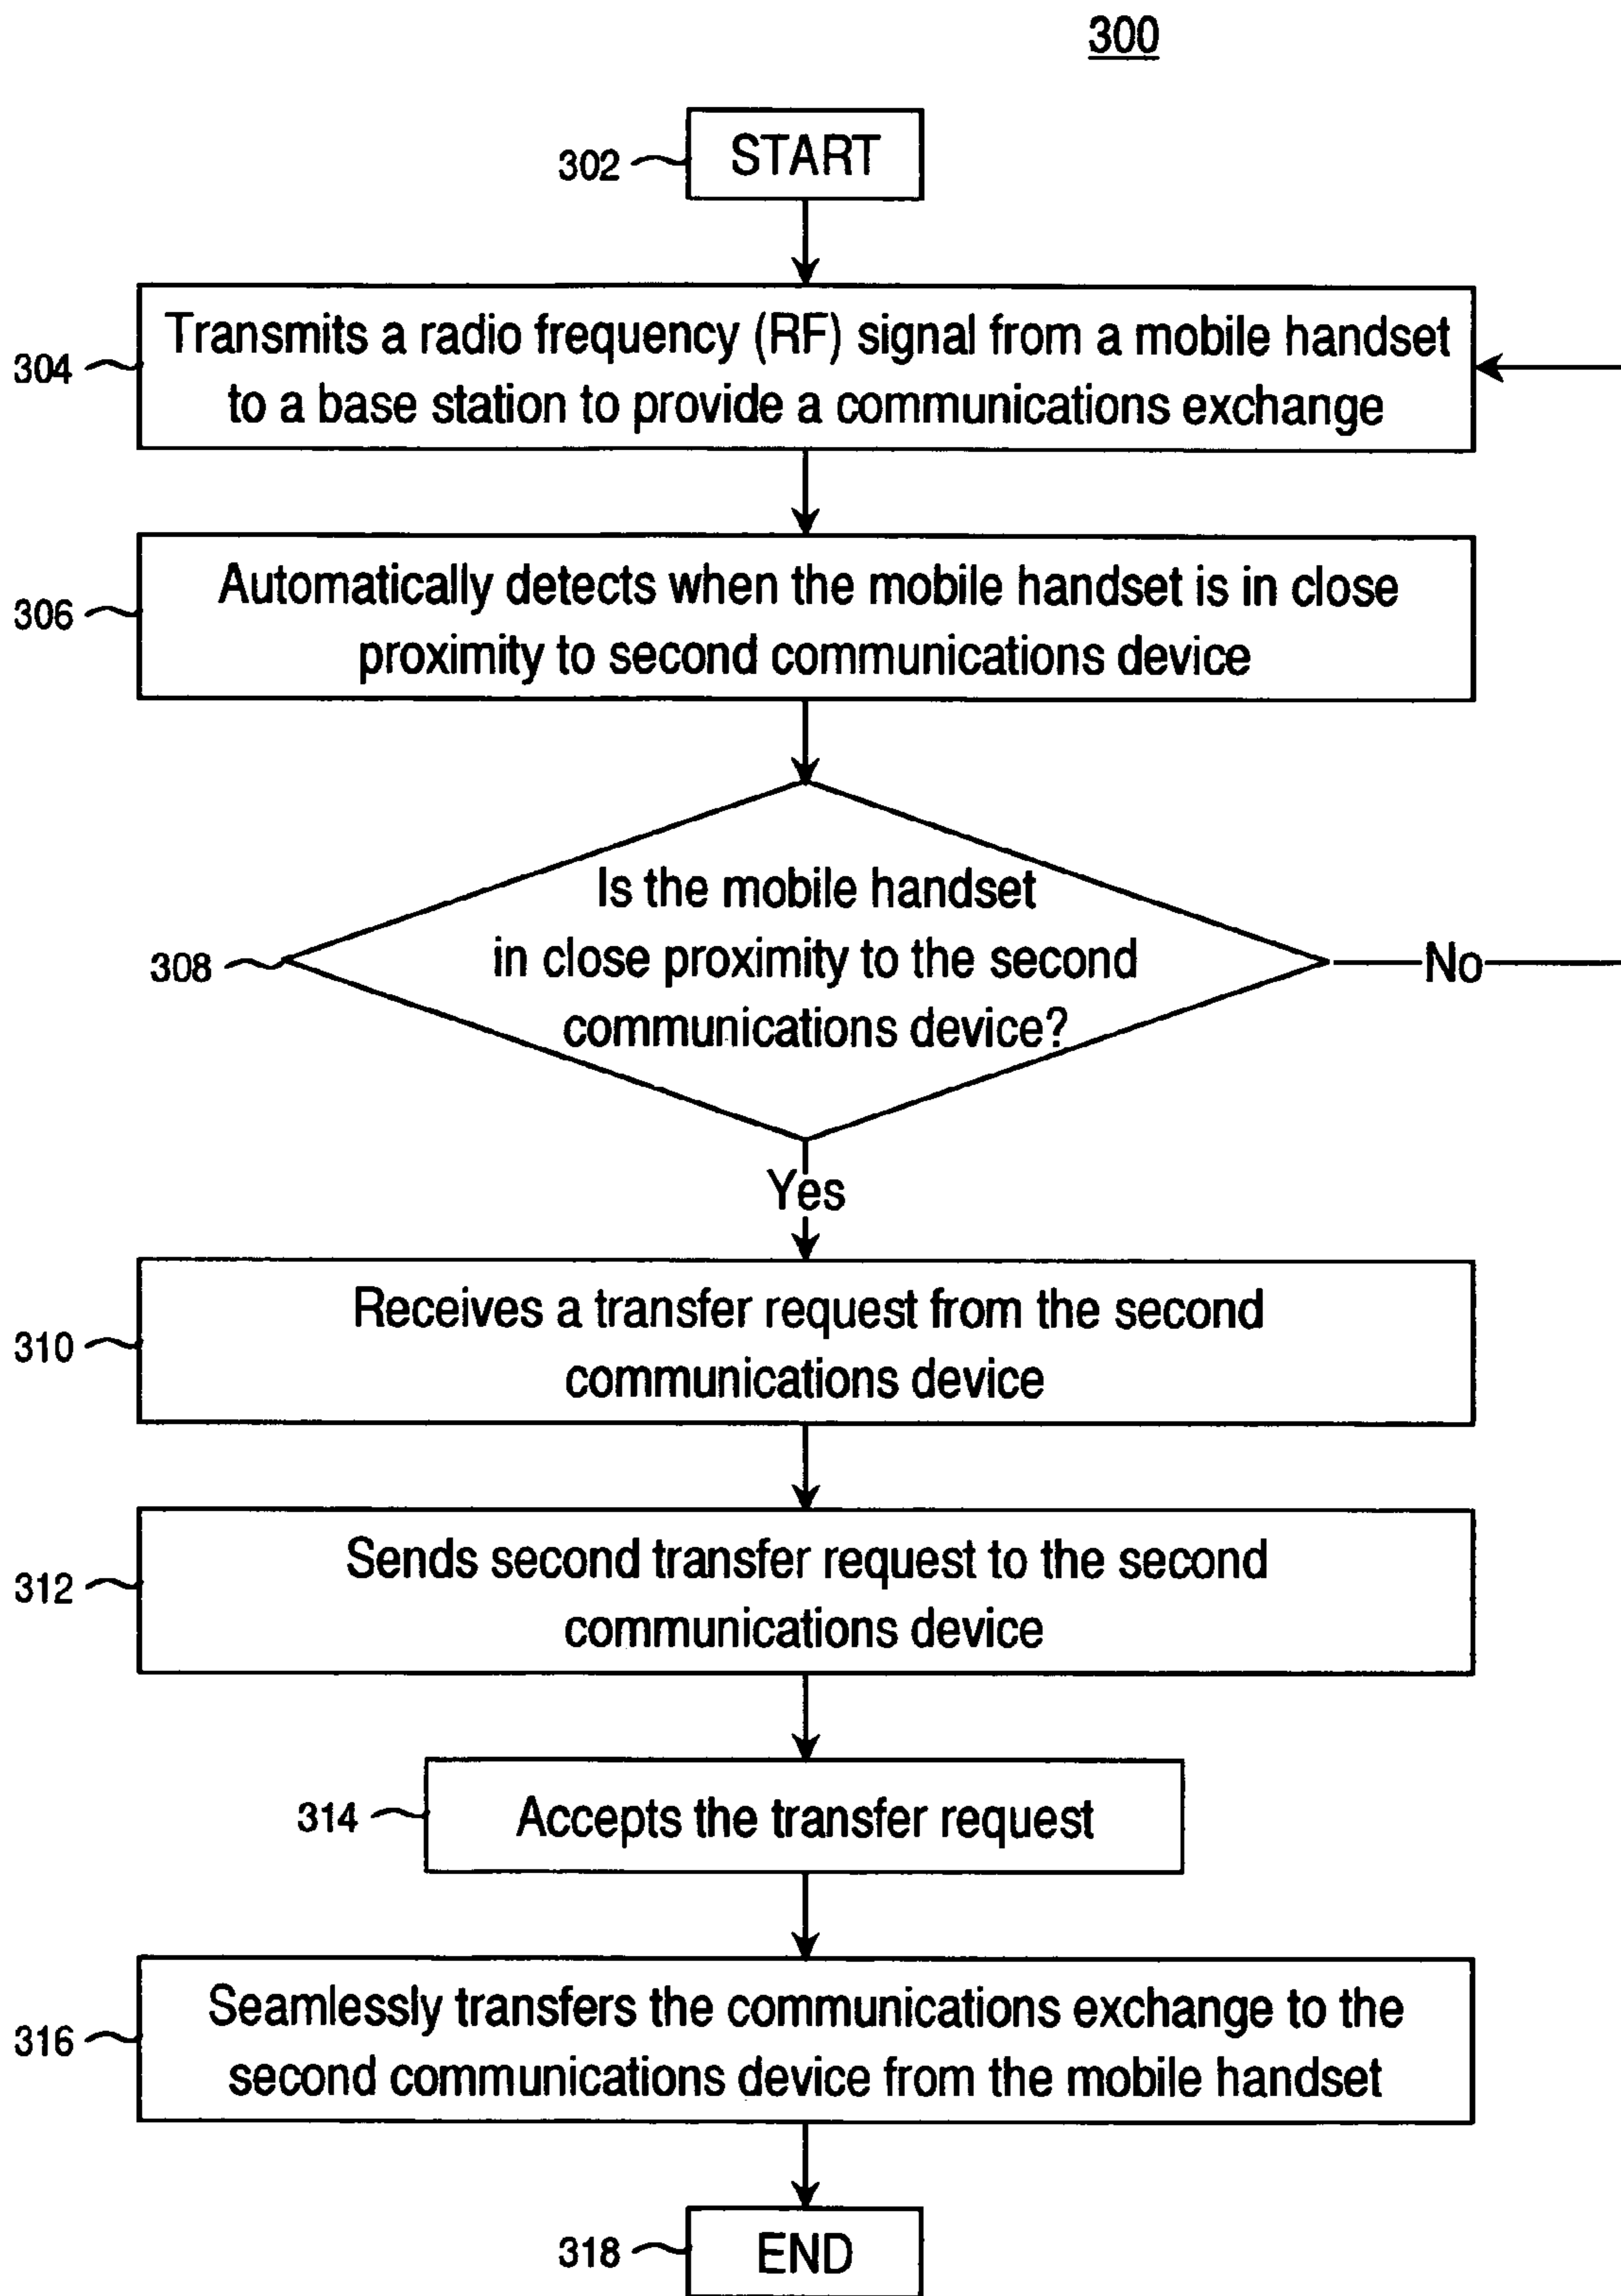 300
302
START
304
Transmits a radio frequency (RF) signal from a mobile handset
to a base station to provide a communications exchange
306
Automatically detects when the mobile handset is in close
proximity to second communications device
308
Is the mobile handset
in close proximity to the second
communications device?
No
Yes
310
Receives a transfer request from the second
communications device
312
Sends second transfer request to the second
communications device
314
Accepts the transfer request
316
Seamlessly transfers the communications exchange to the
second communications device from the mobile handset
318
END